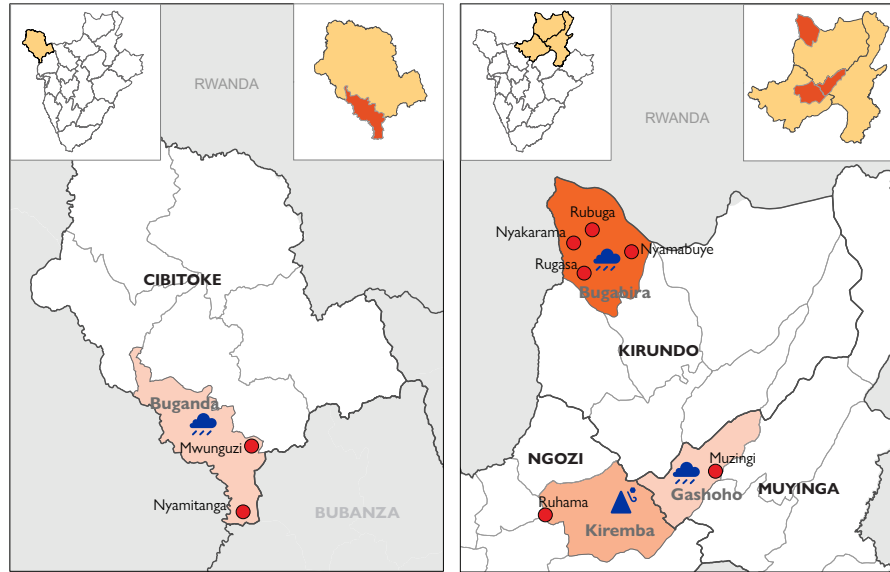 RWANDA
CIBITOKE
Buganda
Mwunguzi
Nyamitanga
BUBANZA
RWANDA
Rubuga
Nyakarama
Nyamabuye
Rugasa
Bugabira
KIRUNDO
NGOZI
Muzingi
Gashoho
MUYINGA
Ruhama
Kiremba